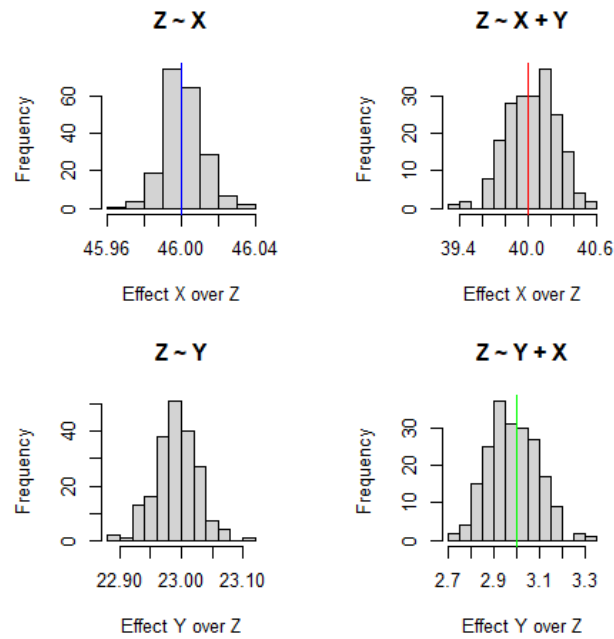 Z ~ X
Frequency
0 20 40 60
45.96 46.00 46.04
Effect X over Z
Z ~ X + Y
Frequency
0 10 20 30
39.4 40.0 40.6
Effect X over Z
Z ~ Y
Frequency
0 20 40
22.90 23.00 23.10
Effect Y over Z
Z ~ Y + X
Frequency
0 10 20 30
2.7 2.9 3.1 3.3
Effect Y over Z